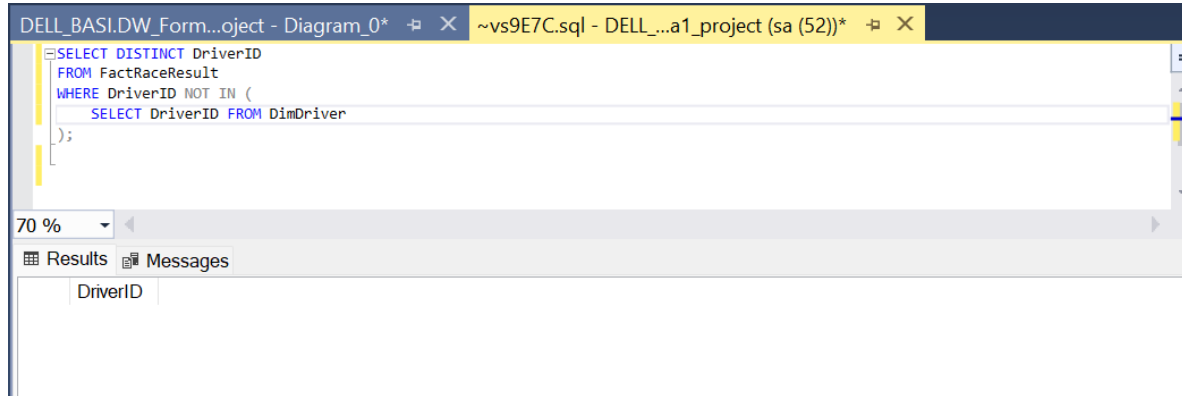 DELL_BASI.DW_Form...oject - Diagram_0* ~vs9E7C.sql - DELL_...a1_project (sa (52))*
SELECT DISTINCT DriverID
FROM FactRaceResult
WHERE DriverID NOT IN (
SELECT DriverID FROM DimDriver
);
70 %
Results Messages
DriverID